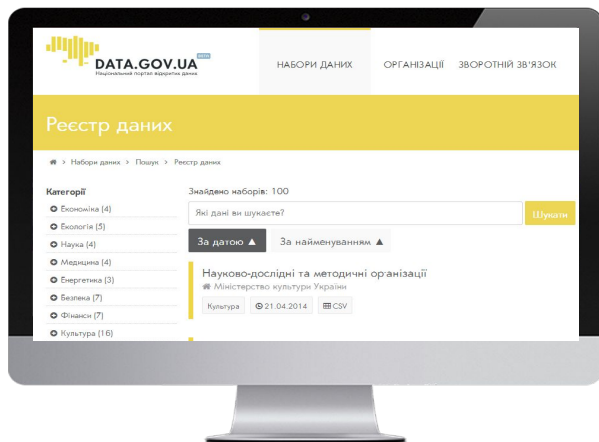 DATA.GOV.UA
Національний портал відкритих даних
НАБОРИ ДАНИХ ОРГАНІЗАЦІЇ ЗВОРОТНІЙ ЗВ'ЯЗОК
Реєстр даних
> Набори даних > Пошук > Реєстр даних
Категорії
Економіка (4)
Екологія (5)
Наука (4)
Медицина (4)
Енергетика (3)
Безпека (7)
Фінанси (7)
Культура (16)
Знайдено наборів: 100
Які дані ви шукаєте? Шукати
За датою ▲ За найменуванням ▲
Науково-дослідні та методичні організації
Міністерство культури України
Культура 21.04.2014 CSV